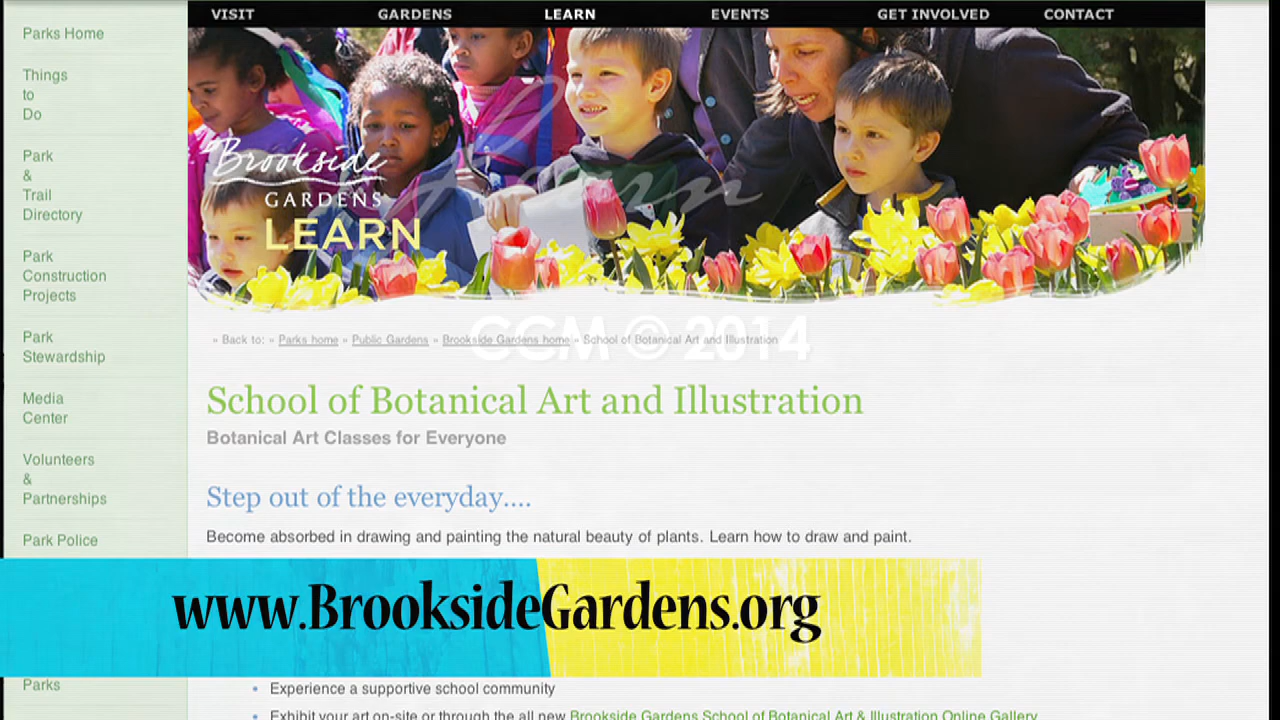 VISIT GARDENS LEARN EVENTS GET INVOLVED CONTACT
Parks Home
Things
to
Do
Park
&
Trail
Directory
Park
Construction
Projects
Park
Stewardship
Media
Center
Volunteers
&
Partnerships
Park Police
Parks
Learn
Brookside
GARDENS
LEARN
» Back to: » Parks home » Public Gardens » Brookside Gardens home » School of Botanical Art and Illustration
CCM © 2014
School of Botanical Art and Illustration
Botanical Art Classes for Everyone
Step out of the everyday....
Become absorbed in drawing and painting the natural beauty of plants. Learn how to draw and paint.
www.BrooksideGardens.org
• Experience a supportive school community
• Exhibit your art on-site or through the all new Brookside Gardens School of Botanical Art & Illustration Online Gallery